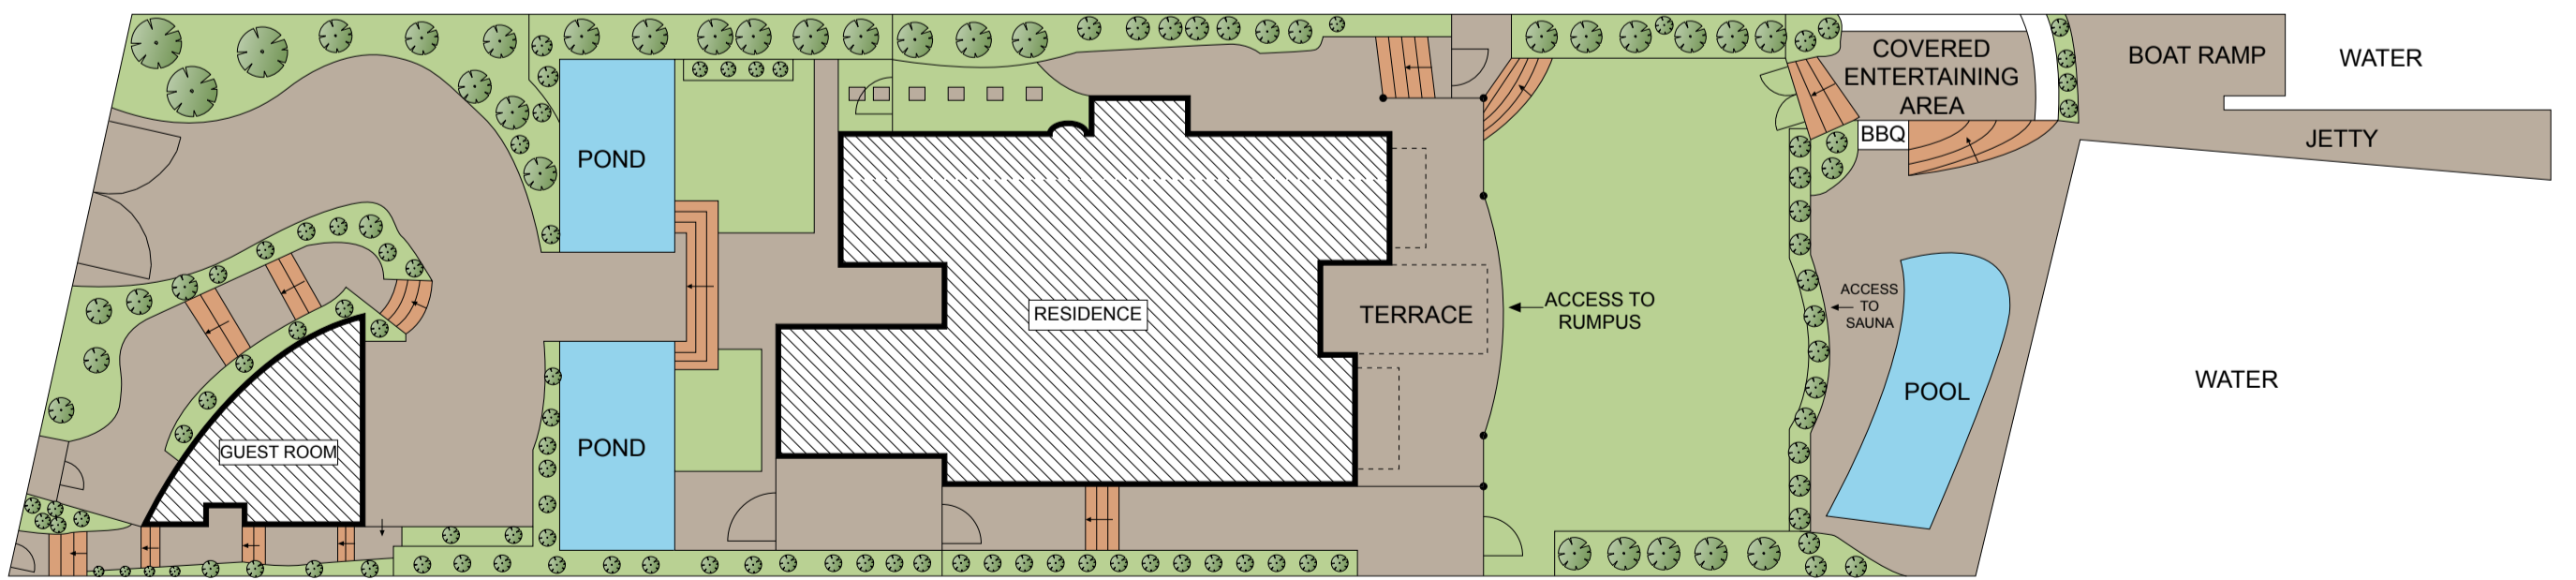 COVERED
ENTERTAINING
AREA
BOAT RAMP
WATER
BBQ
JETTY
POND
RESIDENCE
TERRACE
ACCESS TO
RUMPUS
ACCESS
TO
SAUNA
WATER
POOL
GUEST ROOM
POND